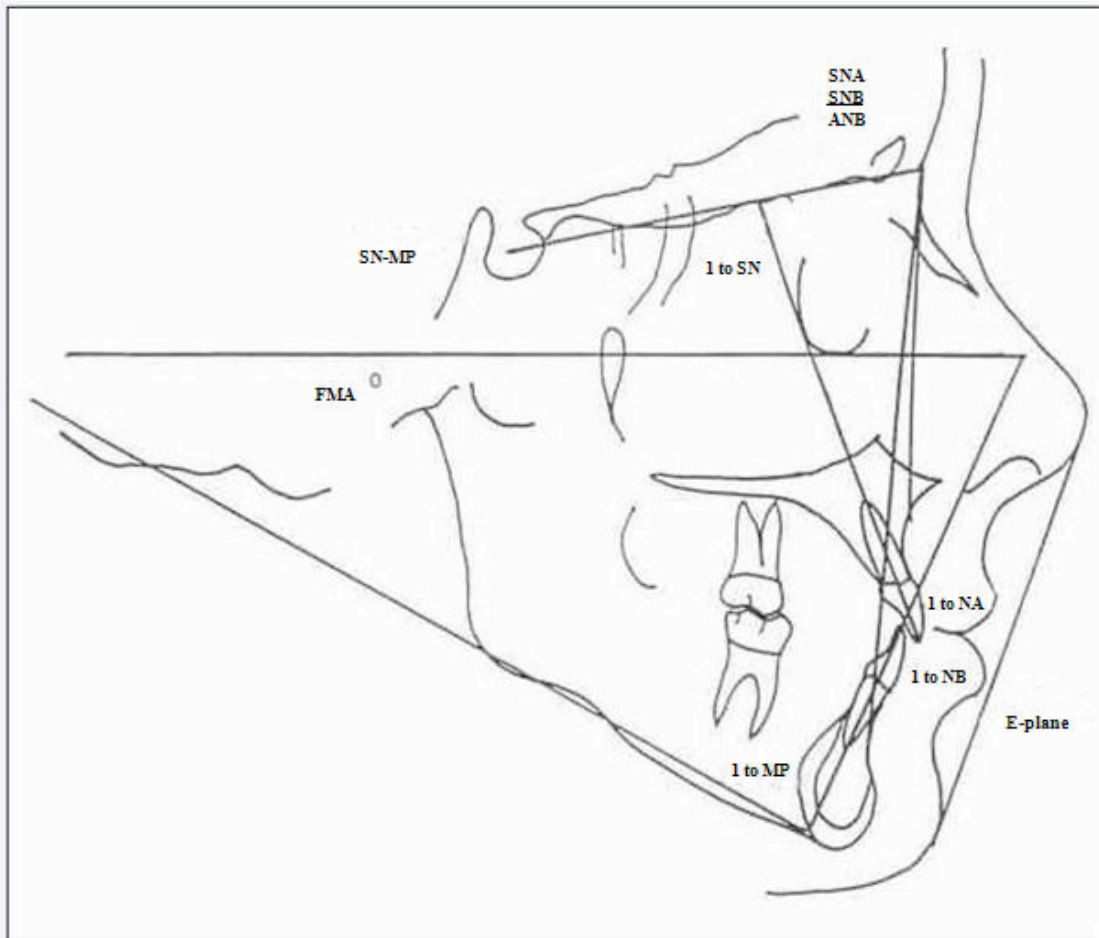 SNA
SNB
ANB
SN-MP
1 to SN
FMA
1 to NA
1 to NB
E-plane
1 to MP